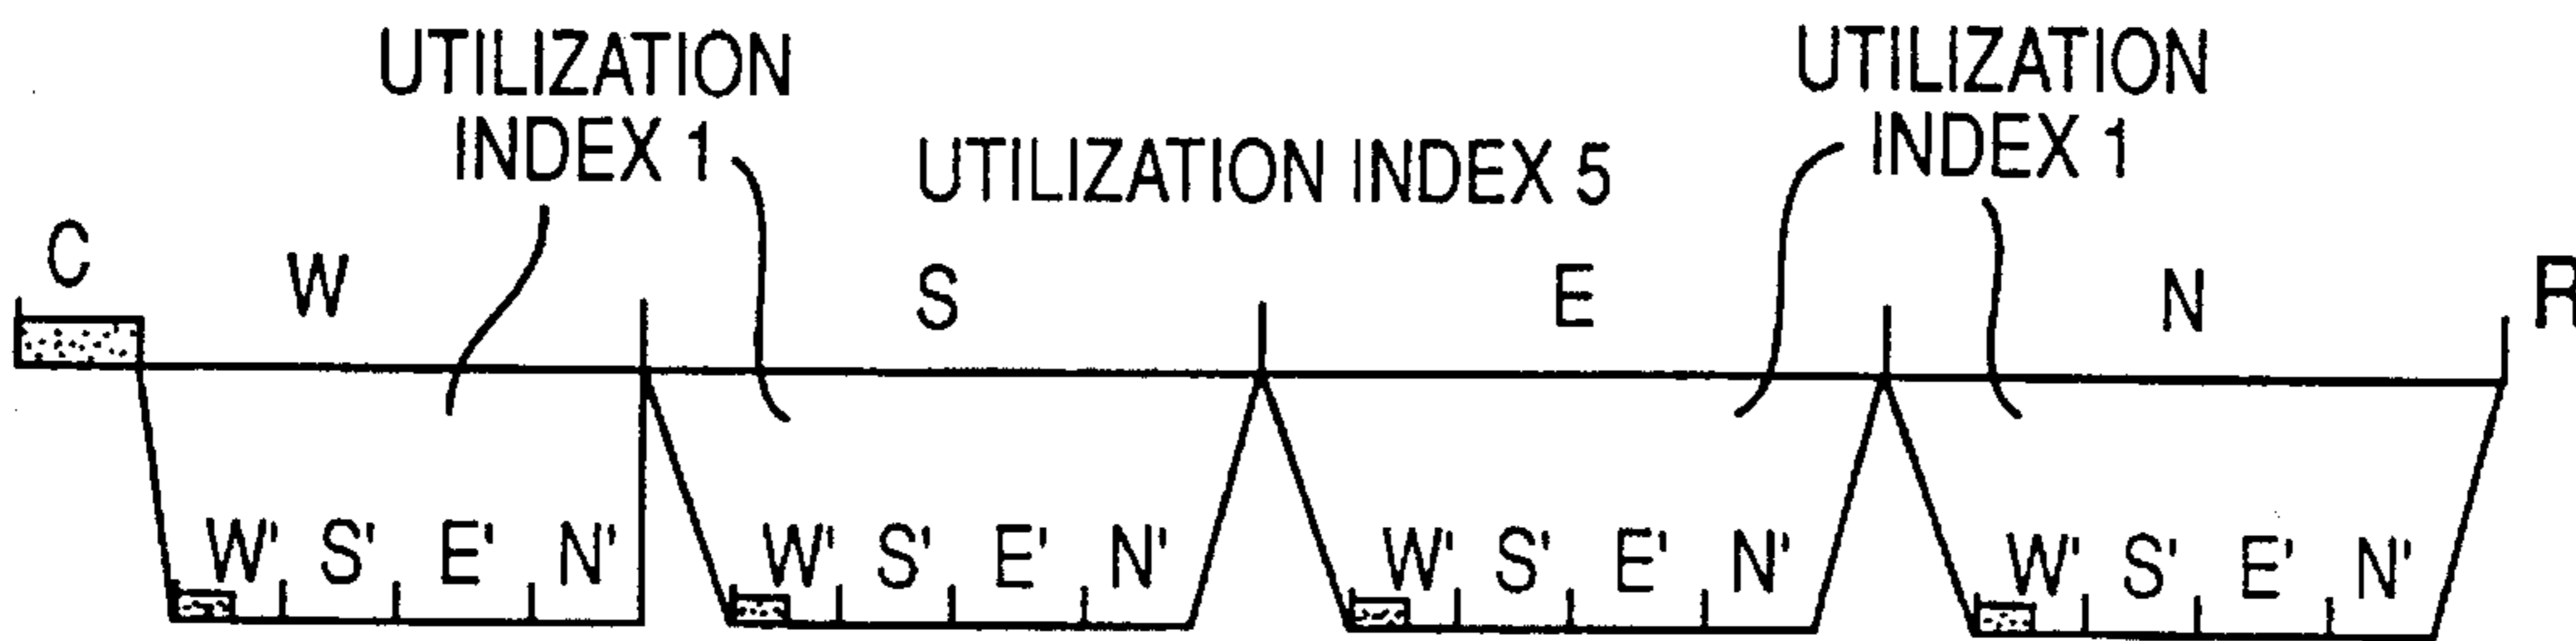 UTILIZATION
INDEX 1
UTILIZATION INDEX 5
UTILIZATION
INDEX 1
C W S E N R
W' S' E' N' W' S' E' N' W' S' E' N' W' S' E' N'